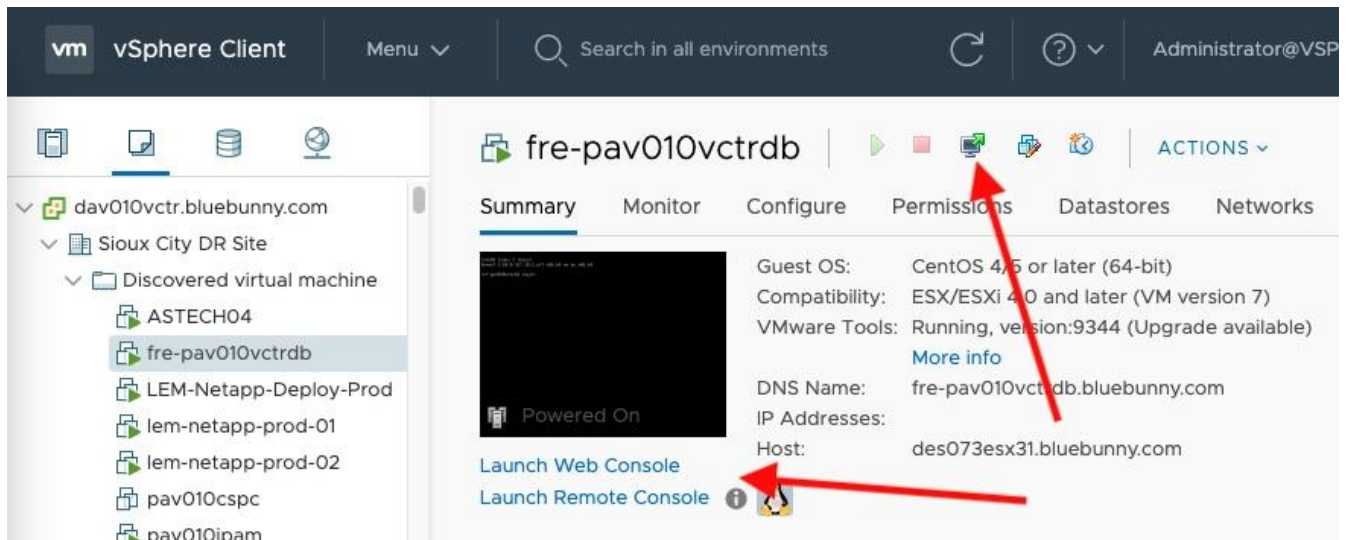 vm vSphere Client Menu Search in all environments ? Administrator@VSP
fre-pav010vctrdb ACTIONS
Summary Monitor Configure Permissions Datastores Networks
dav010vctr.bluebunny.com
Sioux City DR Site
Discovered virtual machine
ASTECH04
fre-pav010vctrdb
LEM-Netapp-Deploy-Prod
lem-netapp-prod-01
lem-netapp-prod-02
pav010cspc
pav010ipam
Powered On
Launch Web Console
Launch Remote Console
Guest OS: CentOS 4/5 or later (64-bit)
Compatibility: ESX/ESXi 4.0 and later (VM version 7)
VMware Tools: Running, version:9344 (Upgrade available)
More info
DNS Name: fre-pav010vctrdb.bluebunny.com
IP Addresses:
Host: des073esx31.bluebunny.com